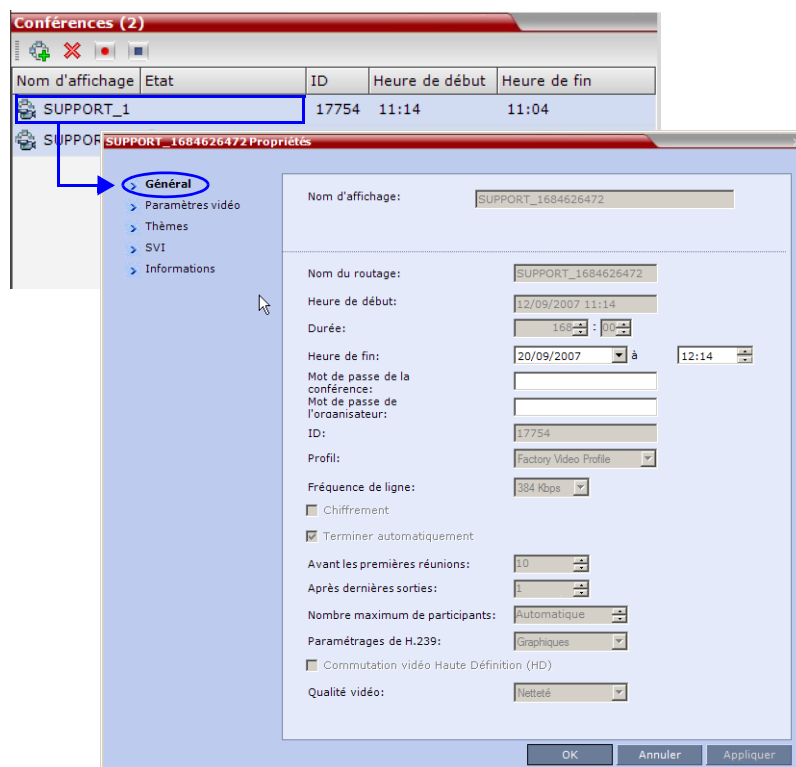 Conférences (2)
Nom d'affichage Etat ID Heure de début Heure de fin
SUPPORT_1 17754 11:14 11:04
SUPPOR
SUPPORT_1684626472 Propriétés
Général
Paramètres vidéo
Thèmes
SVI
Informations
Nom d'affichage: SUPPORT_1684626472
Nom du routage: SUPPORT_1684626472
Heure de début: 12/09/2007 11:14
Durée: 168 : 00
Heure de fin: 20/09/2007 à 12:14
Mot de passe de la
conférence:
Mot de passe de
l'organisateur:
ID: 17754
Profil: Factory Video Profile
Fréquence de ligne: 384 Kbps
Chiffrement
Terminer automatiquement
Avant les premières réunions: 10
Après dernières sorties: 1
Nombre maximum de participants: Automatique
Paramétrages de H.239: Graphiques
Commutation vidéo Haute Définition (HD)
Qualité vidéo: Netteté
OK Annuler Appliquer